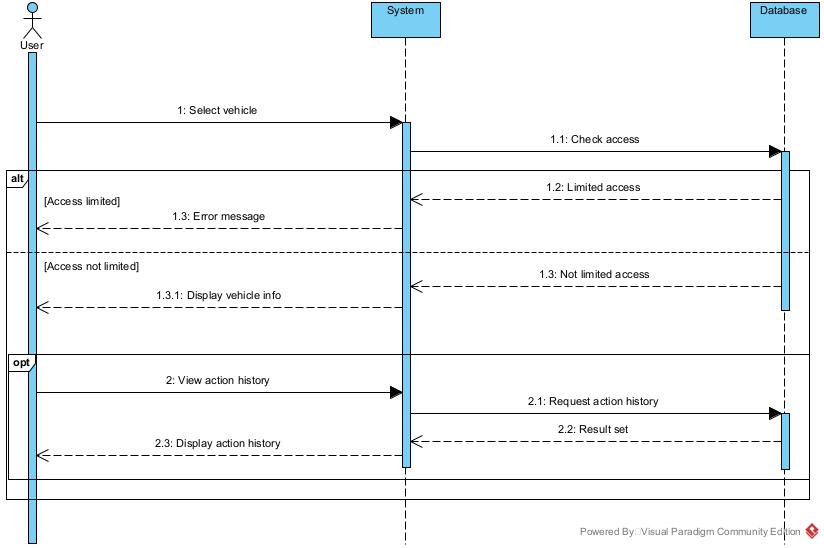 System
Database
User
1: Select vehicle
1.1: Check access
alt
1.2: Limited access
[Access limited]
1.3: Error message
[Access not limited]
1.3: Not limited access
1.3.1: Display vehicle info
opt
2: View action history
2.1: Request action history
2.2: Result set
2.3: Display action history
Powered By Visual Paradigm Community Edition